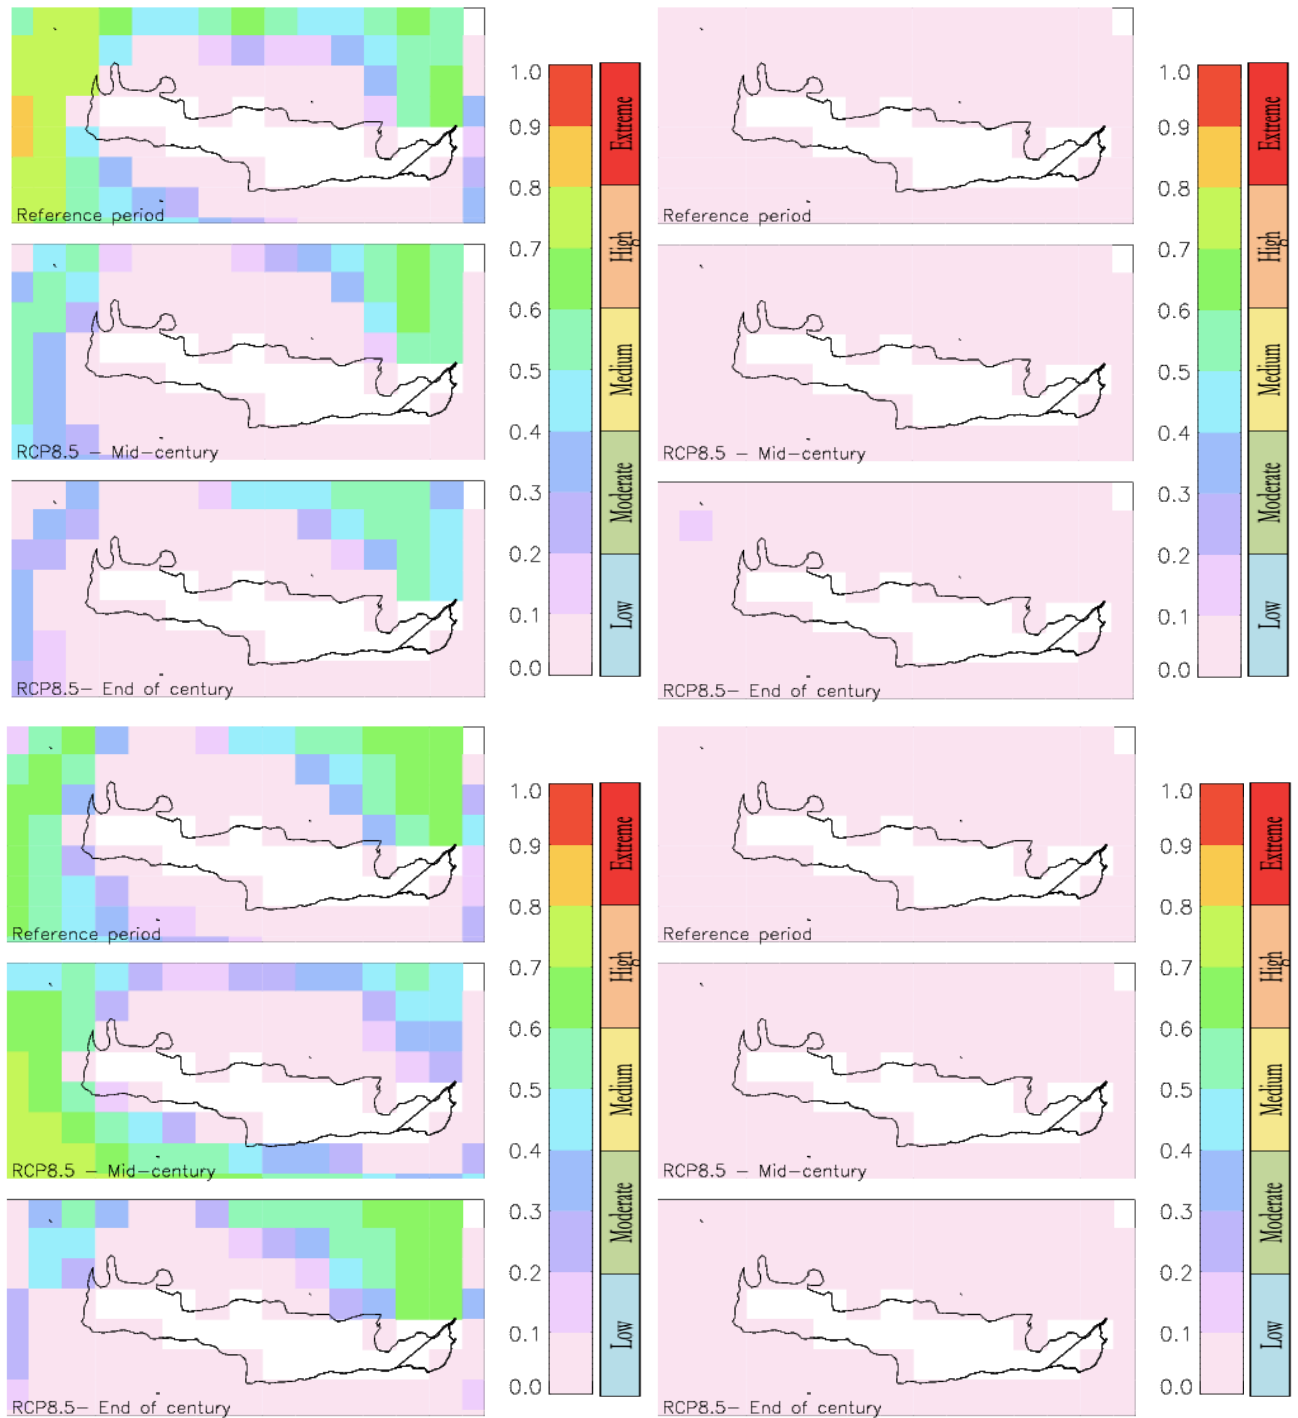 Reference period
RCP8.5 – Mid-century
RCP8.5- End of century
1.0
0.9
0.8
0.7
0.6
0.5
0.4
0.3
0.2
0.1
0.0
Extreme
High
Medium
Moderate
Low
Reference period
RCP8.5 – Mid-century
RCP8.5- End of century
1.0
0.9
0.8
0.7
0.6
0.5
0.4
0.3
0.2
0.1
0.0
Extreme
High
Medium
Moderate
Low
Reference period
RCP8.5 – Mid-century
RCP8.5- End of century
1.0
0.9
0.8
0.7
0.6
0.5
0.4
0.3
0.2
0.1
0.0
Extreme
High
Medium
Moderate
Low
Reference period
RCP8.5 – Mid-century
RCP8.5- End of century
1.0
0.9
0.8
0.7
0.6
0.5
0.4
0.3
0.2
0.1
0.0
Extreme
High
Medium
Moderate
Low